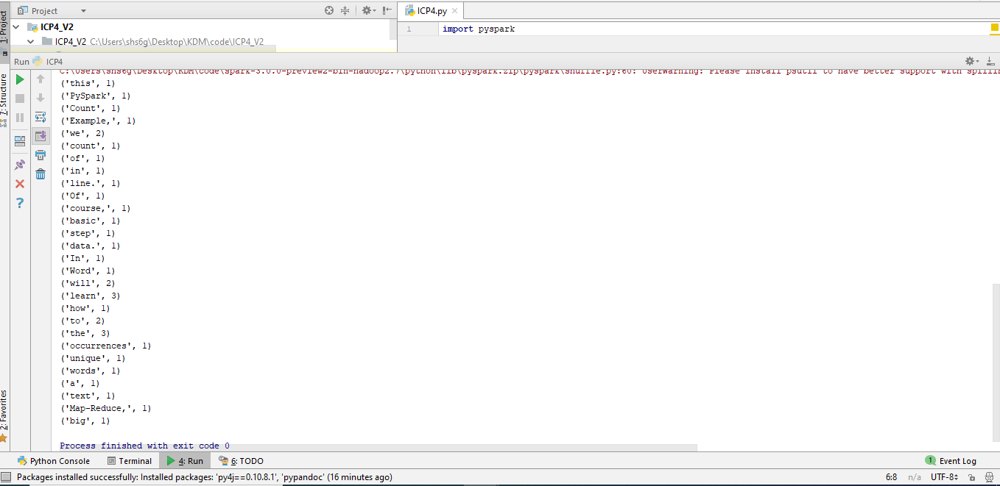 Project
ICP4.py
ICP4_V2
1 import pyspark
ICP4_V2 C:\Users\shs6g\Desktop\KDM\code\ICP4_V2
Run ICP4
C:\Users\shs6g\Desktop\KDM\code\spark-3.0.0-preview2-bin-hadoop2.7\python\lib\pyspark.zip\pyspark\shuffle.py:60: UserWarning: Please install psutil to have better support with
('this', 1)
('PySpark', 1)
('Count', 1)
('Example,', 1)
('we', 2)
('count', 1)
('of', 1)
('in', 1)
('line.', 1)
('Of', 1)
('course,', 1)
('basic', 1)
('step', 1)
('data.', 1)
('In', 1)
('Word', 1)
('will', 2)
('learn', 3)
('how', 1)
('to', 2)
('the', 3)
('occurrences', 1)
('unique', 1)
('words', 1)
('a', 1)
('text', 1)
('Map-Reduce,', 1)
('big', 1)
Process finished with exit code 0
1: Project
7: Structure
2: Favorites
Python Console
Terminal
4: Run
6: TODO
1 Event Log
Packages installed successfully: Installed packages: 'py4j==0.10.8.1', 'pypandoc' (16 minutes ago)
6:8 n/a UTF-8